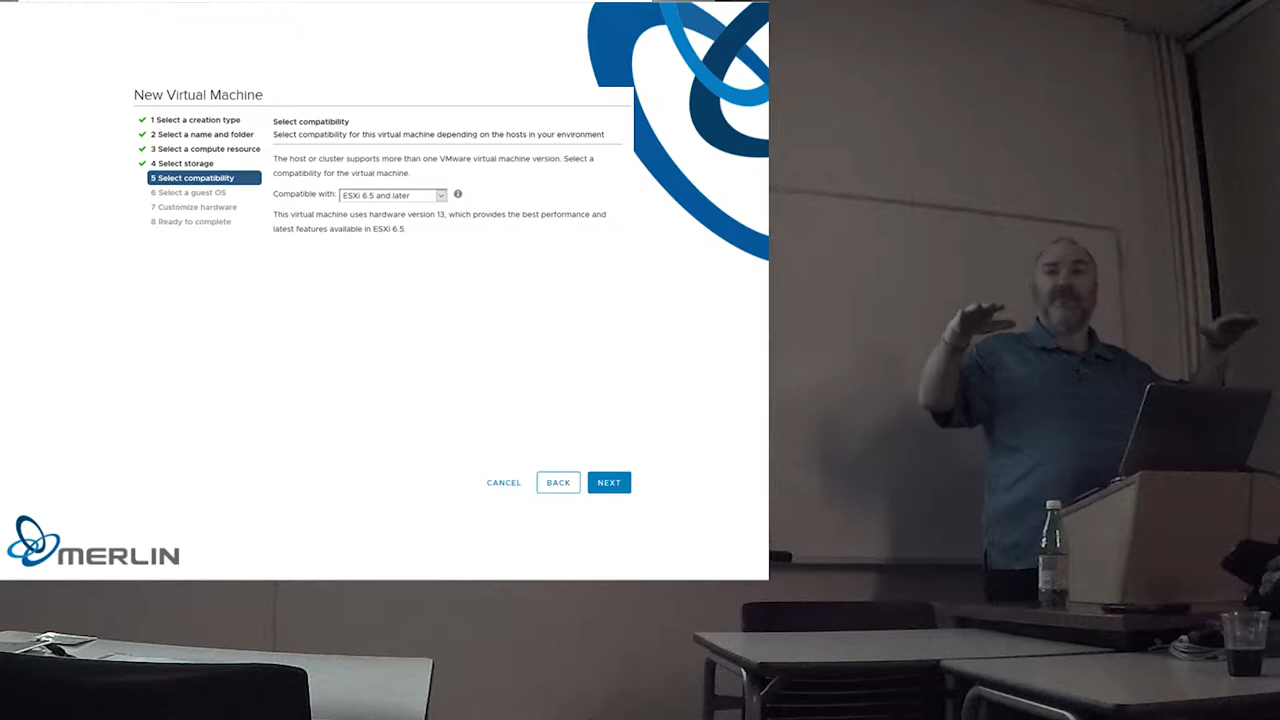 New Virtual Machine
1 Select a creation type
2 Select a name and folder
3 Select a compute resource
4 Select storage
5 Select compatibility
6 Select a guest OS
7 Customize hardware
8 Ready to complete
Select compatibility
Select compatibility for this virtual machine depending on the hosts in your environment
The host or cluster supports more than one VMware virtual machine version. Select a
compatibility for the virtual machine.
Compatible with: ESXi 6.5 and later
This virtual machine uses hardware version 13, which provides the best performance and
latest features available in ESXi 6.5.
CANCEL BACK NEXT
MERLIN